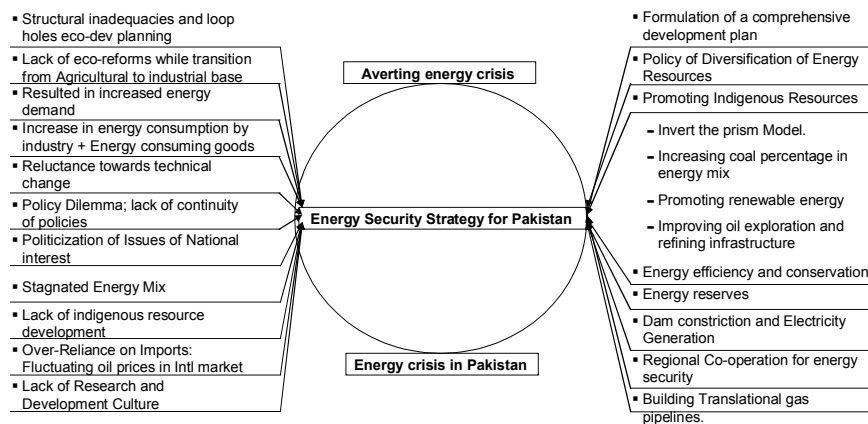 ▪ Structural inadequacies and loop
holes eco-dev planning
▪ Lack of eco-reforms while transition
from Agricultural to industrial base
▪ Resulted in increased energy
demand
▪ Increase in energy consumption by
industry + Energy consuming goods
▪ Reluctance towards technical
change
▪ Policy Dilemma; lack of continuity
of policies
▪ Politicization of Issues of National
interest
▪ Stagnated Energy Mix
▪ Lack of indigenous resource
development
▪ Over-Reliance on Imports:
Fluctuating oil prices in Intl market
▪ Lack of Research and
Development Culture
Averting energy crisis
Energy Security Strategy for Pakistan
Energy crisis in Pakistan
▪ Formulation of a comprehensive
development plan
▪ Policy of Diversification of Energy
Resources
▪ Promoting Indigenous Resources
– Invert the prism Model.
– Increasing coal percentage in
energy mix
– Promoting renewable energy
– Improving oil exploration and
refining infrastructure
▪ Energy efficiency and conservation
▪ Energy reserves
▪ Dam constriction and Electricity
Generation
▪ Regional Co-operation for energy
security
▪ Building Translational gas
pipelines.